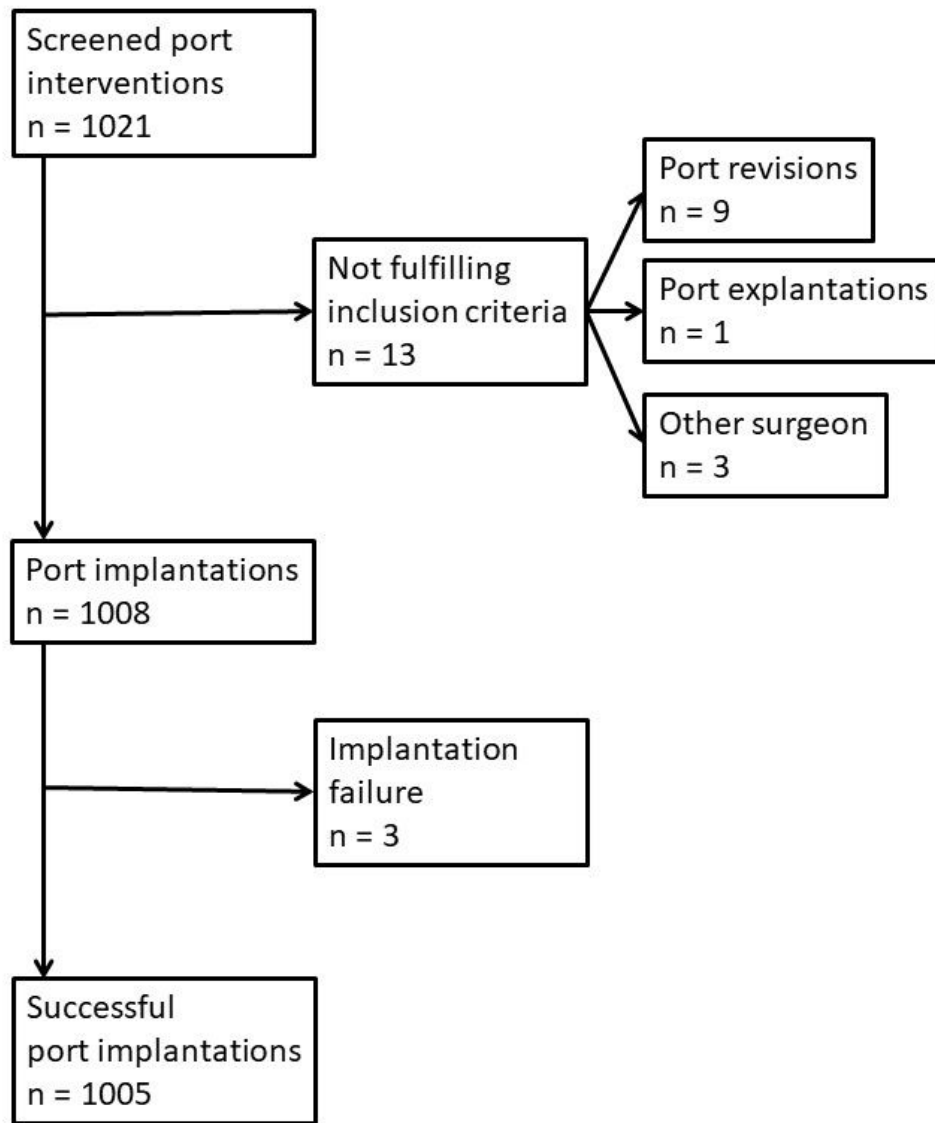 Screened port
interventions
n = 1021
Port revisions
n = 9
Not fulfilling
inclusion criteria
n = 13
Port explantations
n = 1
Other surgeon
n = 3
Port implantations
n = 1008
Implantation
failure
n = 3
Successful
port implantations
n = 1005